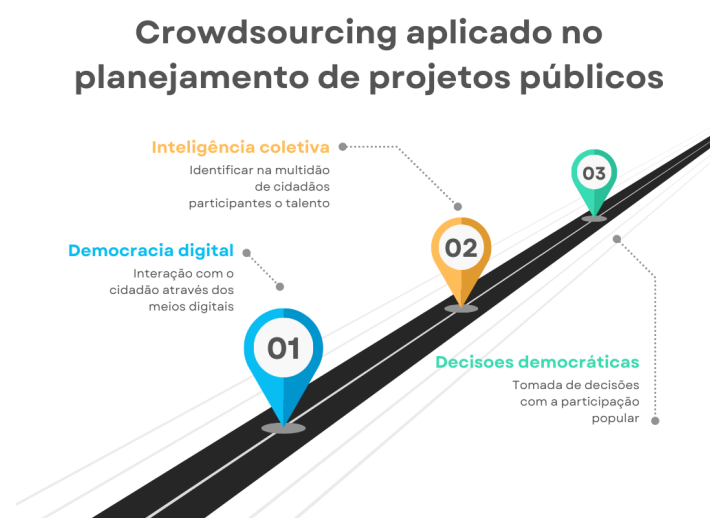 Crowdsourcing aplicado no
planejamento de projetos públicos
Inteligência coletiva
Identificar na multidão
de cidadãos
participantes o talento
03
02
Democracia digital
Interação com o
cidadão através dos
meios digitais
01
Decisoes democráticas
Tomada de decisões
com a participação
popular